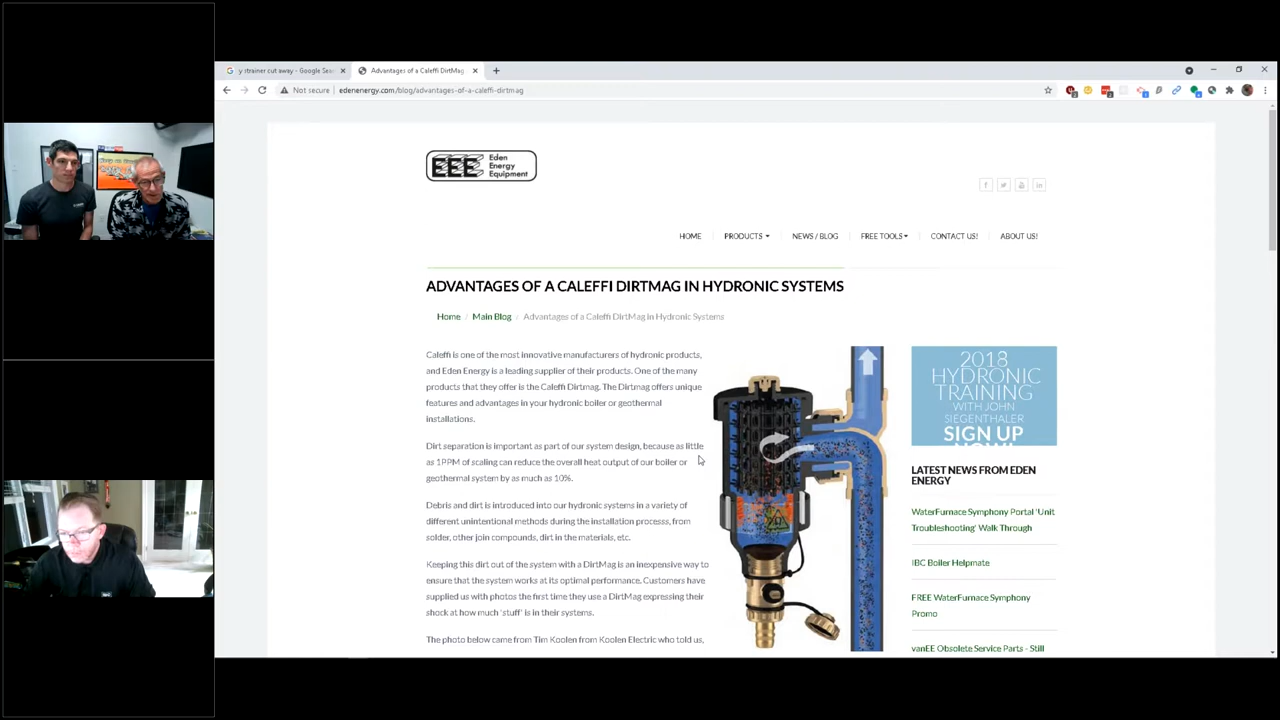 y strainer cut away - Google Sea
Advantages of a Caleffi DirtMag
Not secure
edenenergy.com/blog/advantages-of-a-caleffi-dirtmag
EEE Eden
Energy
Equipment
HOME
PRODUCTS
NEWS / BLOG
FREE TOOLS
CONTACT US!
ABOUT US!
ADVANTAGES OF A CALEFFI DIRTMAG IN HYDRONIC SYSTEMS
Home / Main Blog / Advantages of a Caleffi DirtMag In Hydronic Systems
Caleffi is one of the most innovative manufacturers of hydronic products,
and Eden Energy is a leading supplier of their products. One of the many
products that they offer is the Caleffi Dirtmag. The Dirtmag offers unique
features and advantages in your hydronic boiler or geothermal
installations.
Dirt separation is important as part of our system design, because as little
as 1PPM of scaling can reduce the overall heat output of our boiler or
geothermal system by as much as 10%.
Debris and dirt is introduced into our hydronic systems in a variety of
different unintentional methods during the installation process, from
solder, other join compounds, dirt in the materials, etc.
Keeping this dirt out of the system with a DirtMag is an inexpensive way to
ensure that the system works at its optimal performance. Customers have
supplied us with photos the first time they use a DirtMag expressing their
shock at how much 'stuff' is in their systems.
The photo below came from Tim Koolen from Koolen Electric who told us,
2018
HYDRONIC
TRAINING
WITH JOHN
SIEGENTHALER
SIGN UP
NOW!
LATEST NEWS FROM EDEN
ENERGY
WaterFurnace Symphony Portal 'Unit
Troubleshooting' Walk Through
IBC Boiler Helpmate
FREE WaterFurnace Symphony
Promo
vanEE Obsolete Service Parts - Still